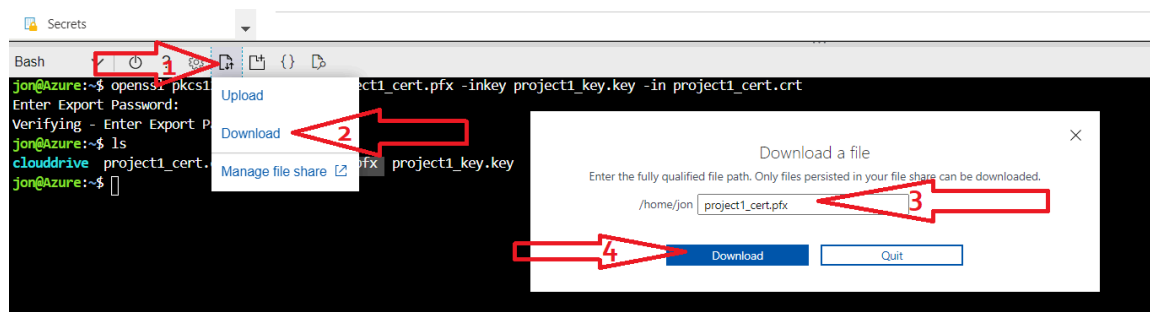 Secrets
Bash ? 1 {}
jon@Azure:~$ openssl pkcs1 ject1_cert.pfx -inkey project1_key.key -in project1_cert.crt
Enter Export Password:
Verifying - Enter Export P
jon@Azure:~$ ls
clouddrive project1_cert. fx project1_key.key
jon@Azure:~$
Upload
Download 2
Manage file share
Download a file
Enter the fully qualified file path. Only files persisted in your file share can be downloaded.
/home/jon project1_cert.pfx 3
4 Download Quit